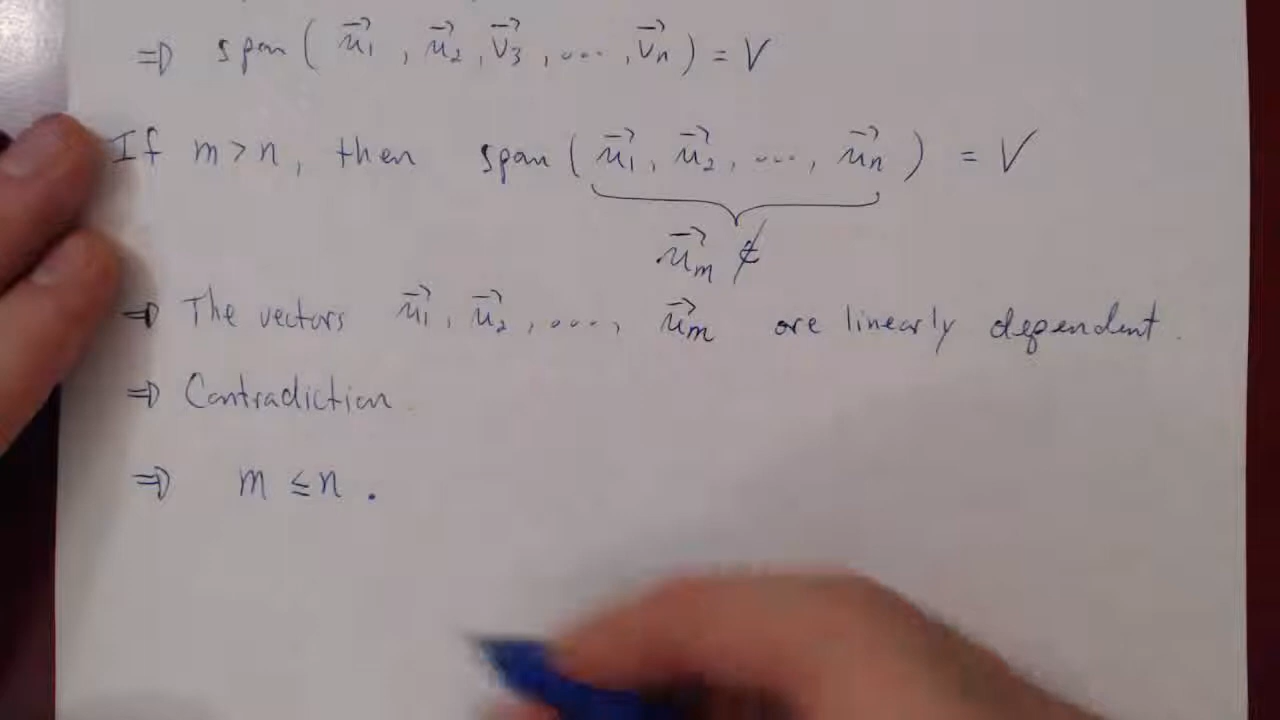 ⇒ span( u⃗1 , u⃗2 , v⃗3 , .... , v⃗n ) = V
If m > n , then span ( u⃗1 , u⃗2 , .... , u⃗n ) = V
u⃗m ∉
⇒ The vectors u⃗1 , u⃗2 , ...., u⃗m are linearly dependent .
⇒ Contradiction .
⇒ m ≤ n .